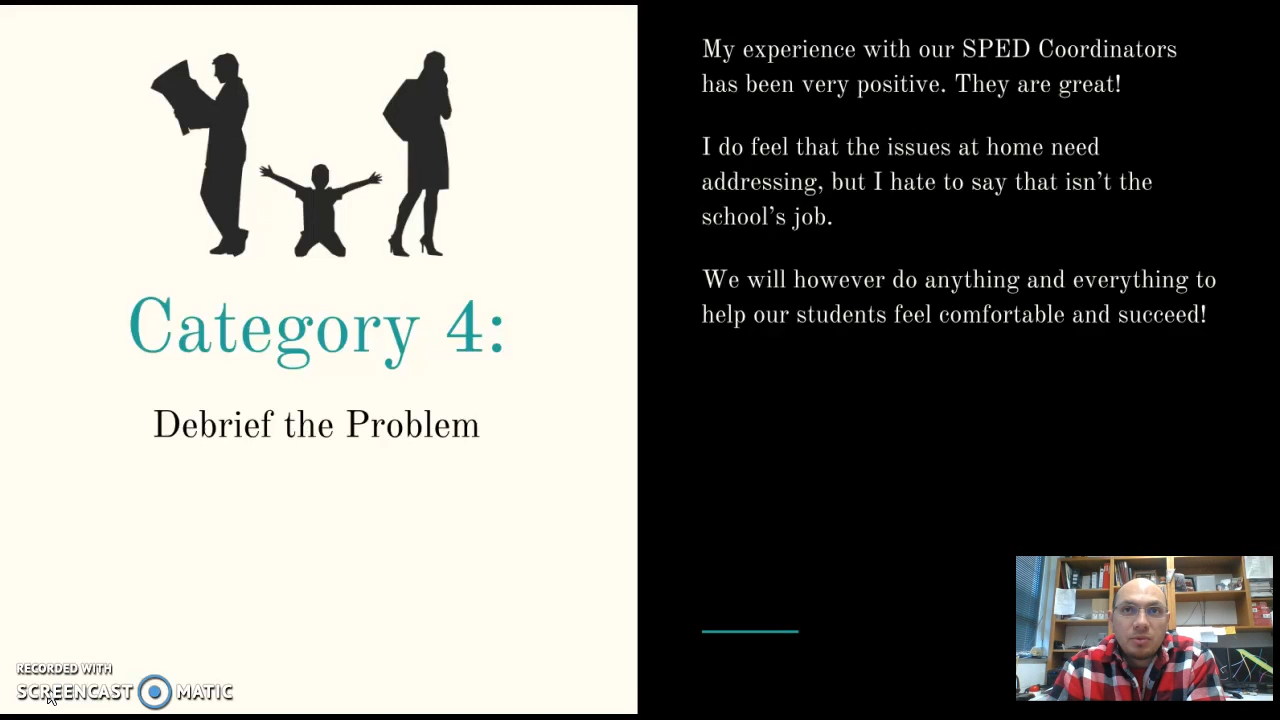 My experience with our SPED Coordinators
has been very positive. They are great!
I do feel that the issues at home need
addressing, but I hate to say that isn't the
school's job.
We will however do anything and everything to
help our students feel comfortable and succeed!
Category 4:
Debrief the Problem
RECORDED WITH
SCREENCAST MATIC